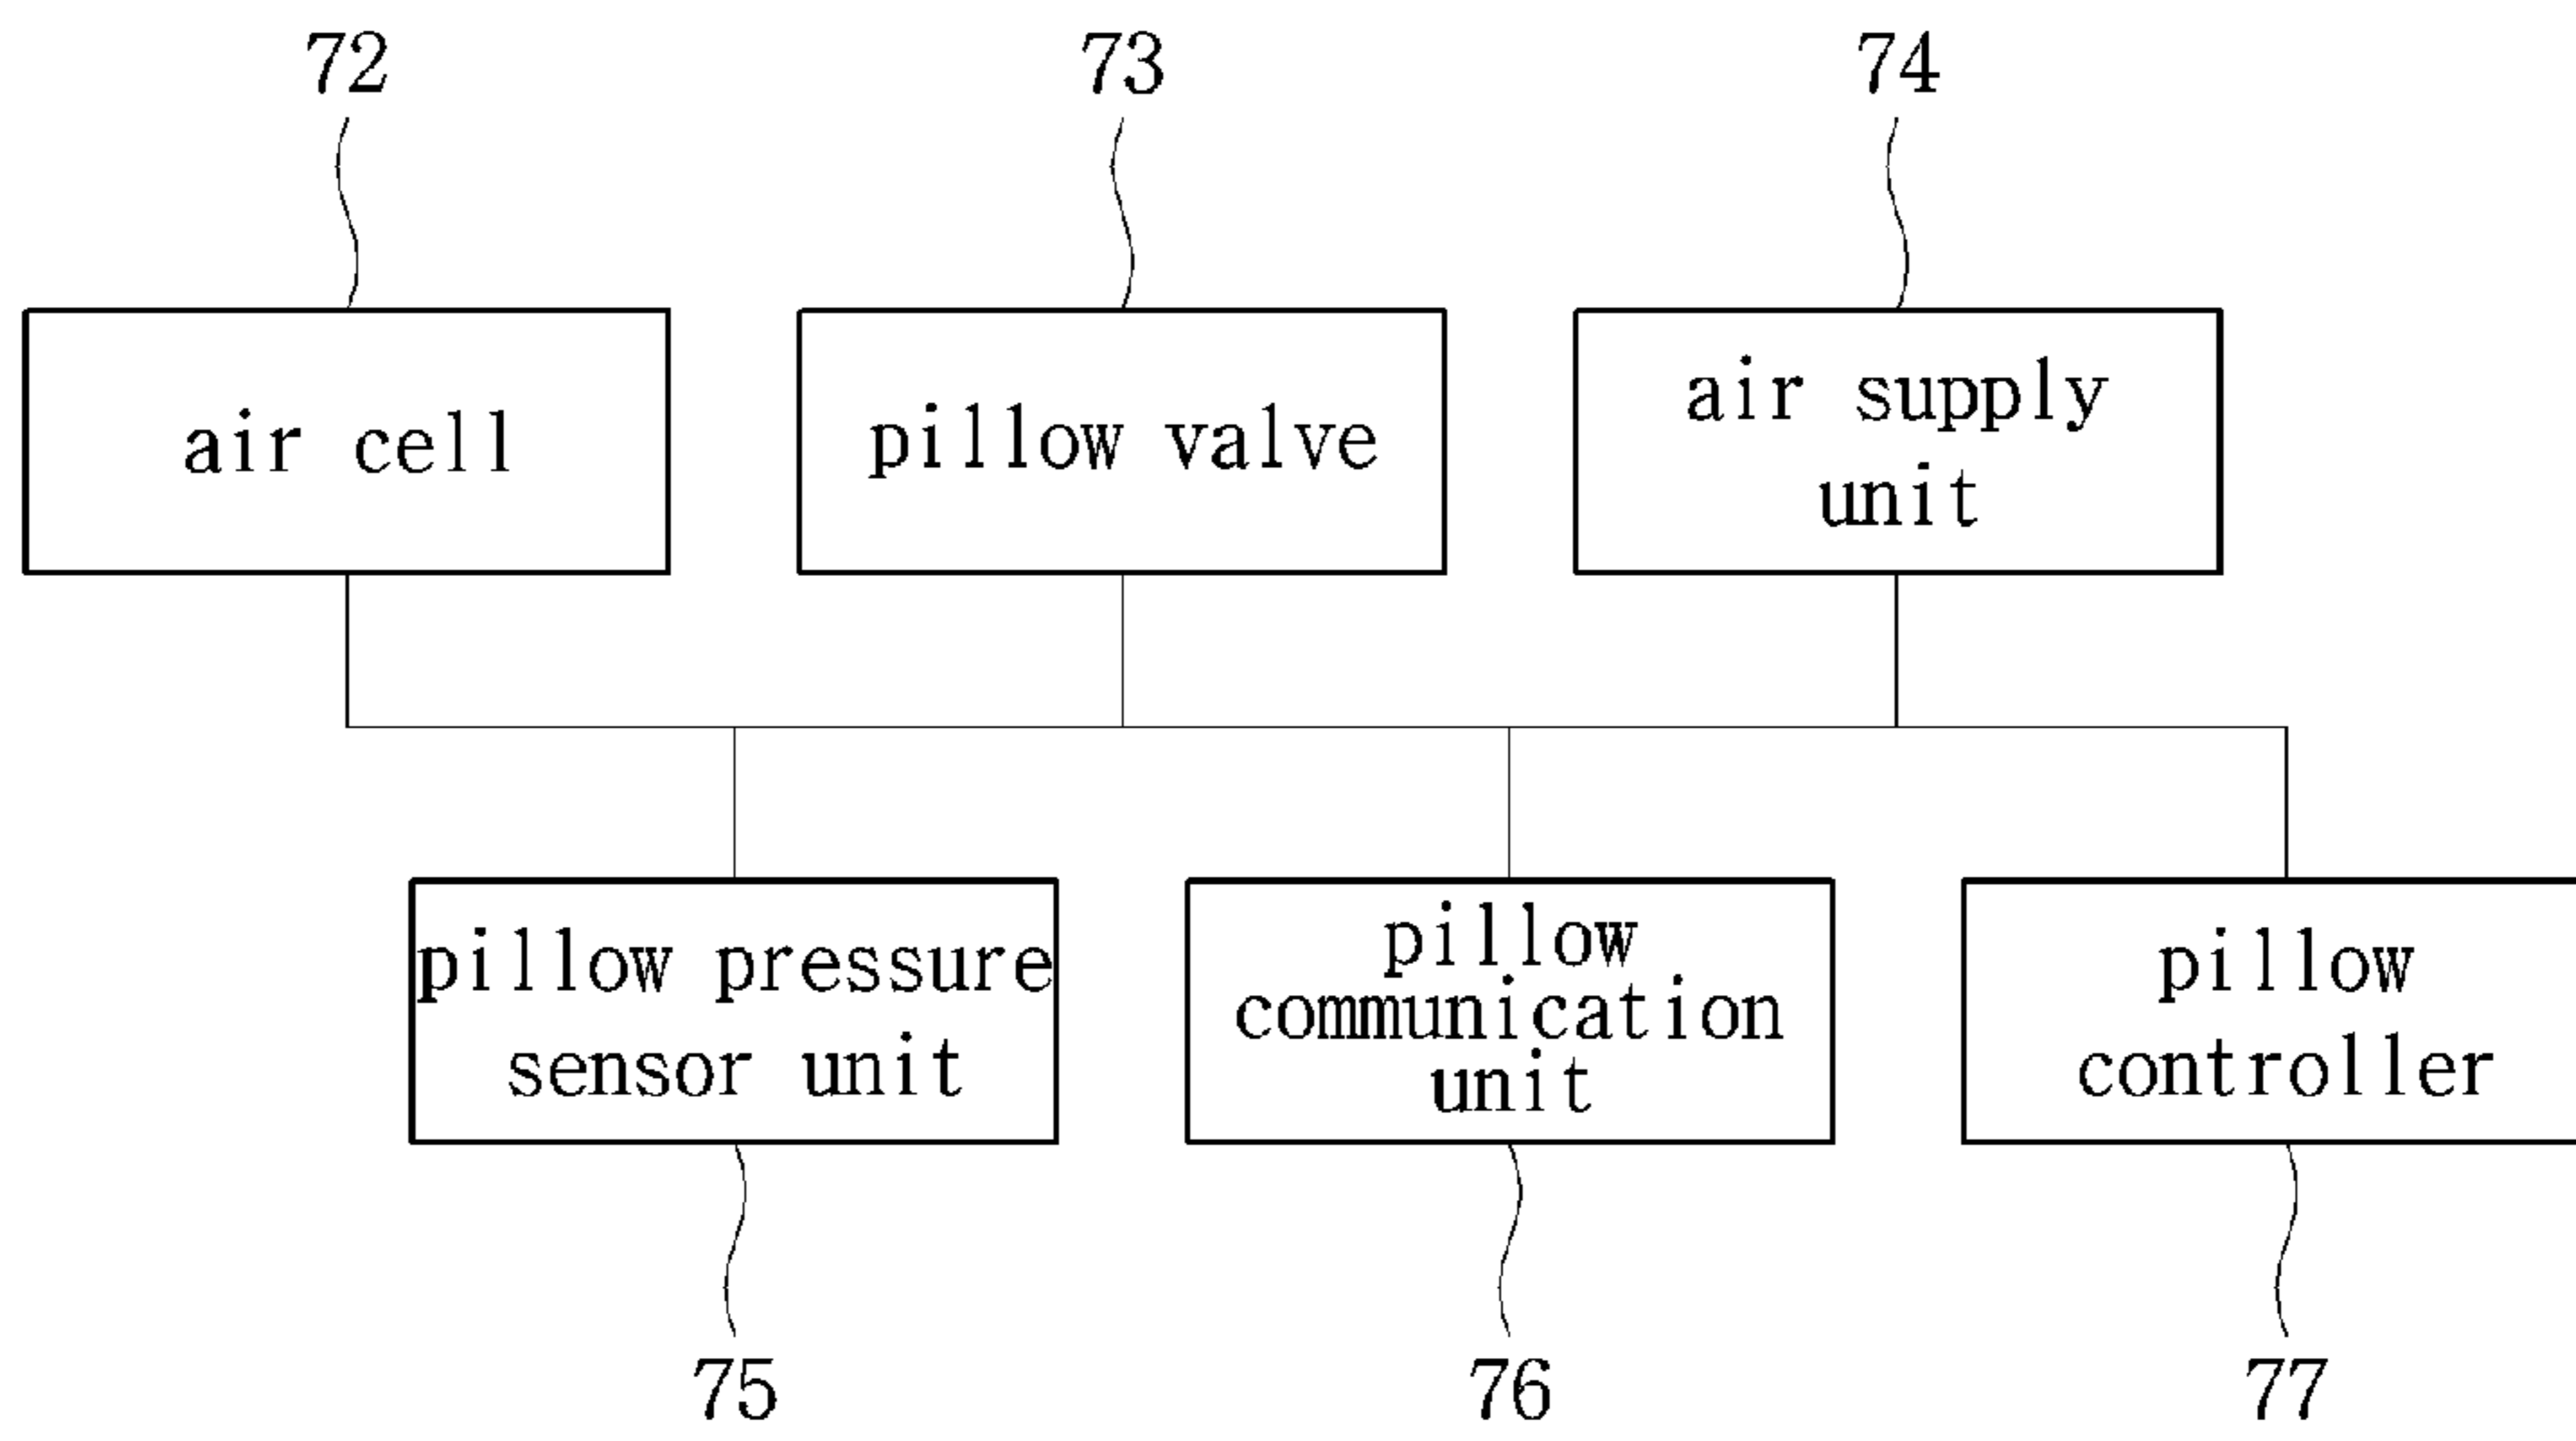 72
73
74
air cell
pillow valve
air supply
unit
pillow pressure
sensor unit
pillow
communication
unit
pillow
controller
75
76
77